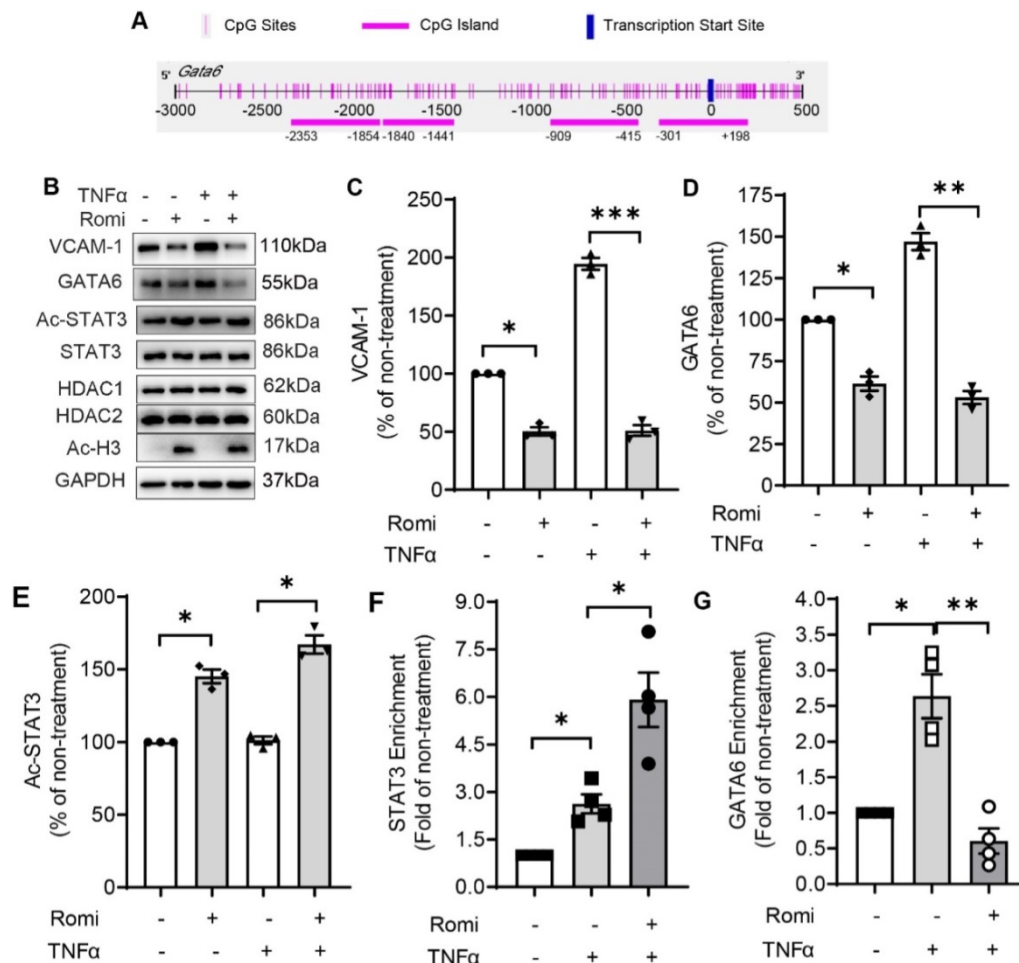 A
CpG Sites CpG Island Transcription Start Site
5' Gata6 3'
-3000 -2500 -2000 -1500 -1000 -500 0 500
-2353 -1854 -1840 -1441 -909 -415 -301 +198
B
TNFα - - + +
Romi - + - +
VCAM-1 110kDa
GATA6 55kDa
Ac-STAT3 86kDa
STAT3 86kDa
HDAC1 62kDa
HDAC2 60kDa
Ac-H3 17kDa
GAPDH 37kDa
C
VCAM-1
(% of non-treatment)
250
200
150
100
50
0
*
***
Romi - + - +
TNFα - - + +
D
GATA6
(% of non-treatment)
175
150
125
100
75
50
25
0
*
**
Romi - + - +
TNFα - - + +
E
Ac-STAT3
(% of non-treatment)
200
150
100
50
0
*
*
Romi - + - +
TNFα - - + +
F
STAT3 Enrichment
(Fold of non-treatment)
9.0
7.5
6.0
4.5
3.0
1.5
0.0
*
*
Romi - - +
TNFα - + +
G
GATA6 Enrichment
(Fold of non-treatment)
4.0
3.5
3.0
2.5
2.0
1.5
1.0
0.5
0.0
*
**
Romi - - +
TNFα - + +